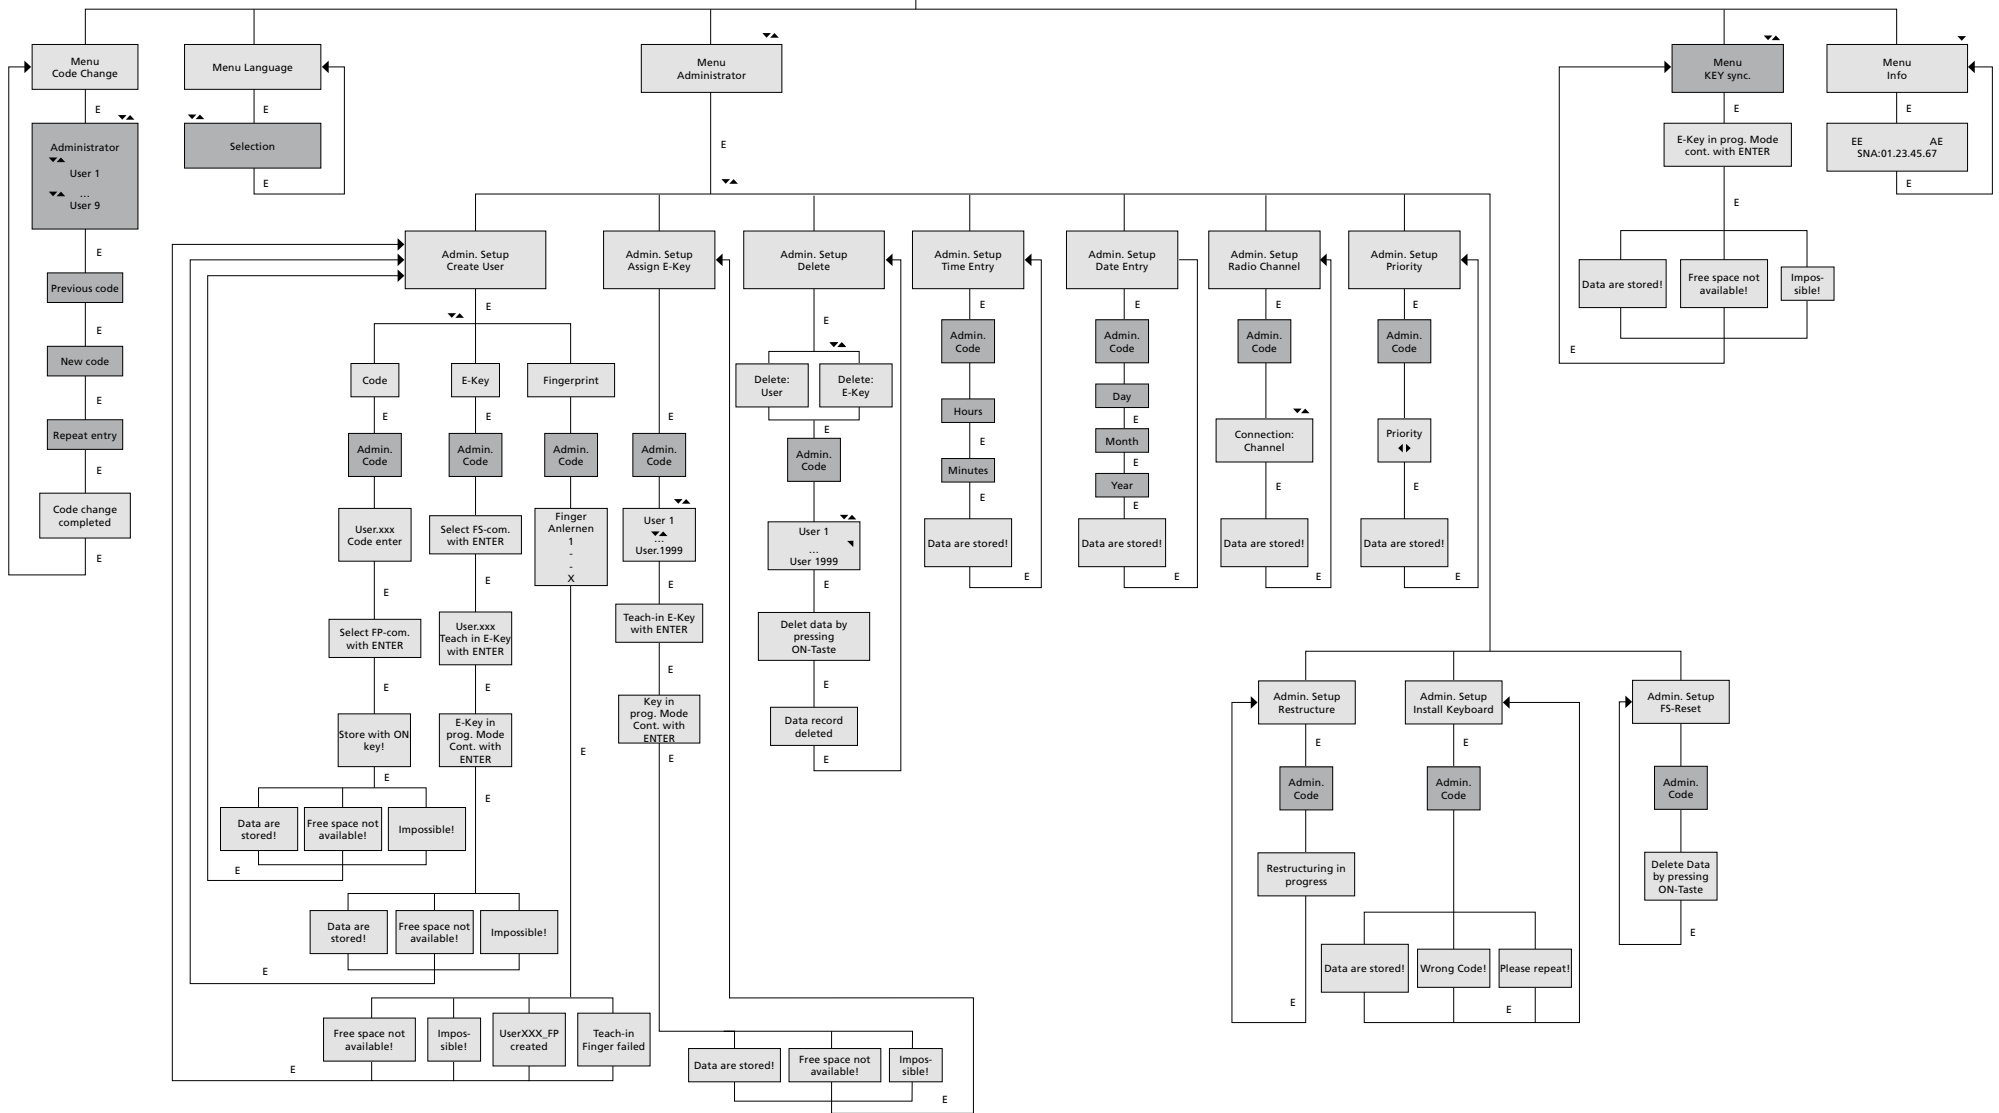 Menu
Code Change
E
Administrator
User 1
...
User 9
E
Previous code
E
New code
E
Repeat entry
E
Code change
completed
E
Menu Language
E
Selection
E
Menu
Administrator
E
Admin. Setup
Create User
E
Code
E
Admin.
Code
User.xxx
Code enter
E
Select FP-com.
with ENTER
E
Store with ON
key!
E
Data are
stored!
Free space not
available!
Impossible!
E
E-Key
E
Admin.
Code
Select FS-com.
with ENTER
E
User.xxx
Teach in E-Key
with ENTER
E
E-Key in
prog. Mode
Cont. with
ENTER
E
Data are
stored!
Free space not
available!
Impossible!
E
Fingerprint
Admin.
Code
Finger
Anlernen
1
-
-
X
E
Free space not
available!
Impos-
sible!
UserXXX_FP
created
Teach-in
Finger failed
E
Admin. Setup
Assign E-Key
E
Admin.
Code
User 1
...
User.1999
E
Teach-in E-Key
with ENTER
E
Key in
prog. Mode
Cont. with
ENTER
E
Data are stored!
Free space not
available!
Impos-
sible!
E
Admin. Setup
Delete
E
Delete:
User
Delete:
E-Key
E
Admin.
Code
User 1
...
User 1999
E
Delet data by
pressing
ON-Taste
E
Data record
deleted
E
Admin. Setup
Time Entry
E
Admin.
Code
Hours
E
Minutes
E
Data are stored!
E
Admin. Setup
Date Entry
E
Admin.
Code
Day
E
Month
E
Year
E
Data are stored!
E
Admin. Setup
Radio Channel
E
Admin.
Code
Connection:
Channel
E
Data are stored!
E
Admin. Setup
Priority
E
Admin.
Code
Priority
E
Data are stored!
E
Admin. Setup
Restructure
E
Admin.
Code
Restructuring in
progress
E
Admin. Setup
Install Keyboard
E
Admin.
Code
Data are stored!
Wrong Code!
Please repeat!
E
Admin. Setup
FS-Reset
Admin.
Code
Delete Data
by pressing
ON-Taste
E
Menu
KEY sync.
E
E-Key in prog. Mode
cont. with ENTER
E
Data are stored!
Free space not
available!
Impos-
sible!
E
Menu
Info
E
EE AE
SNA:01.23.45.67
E